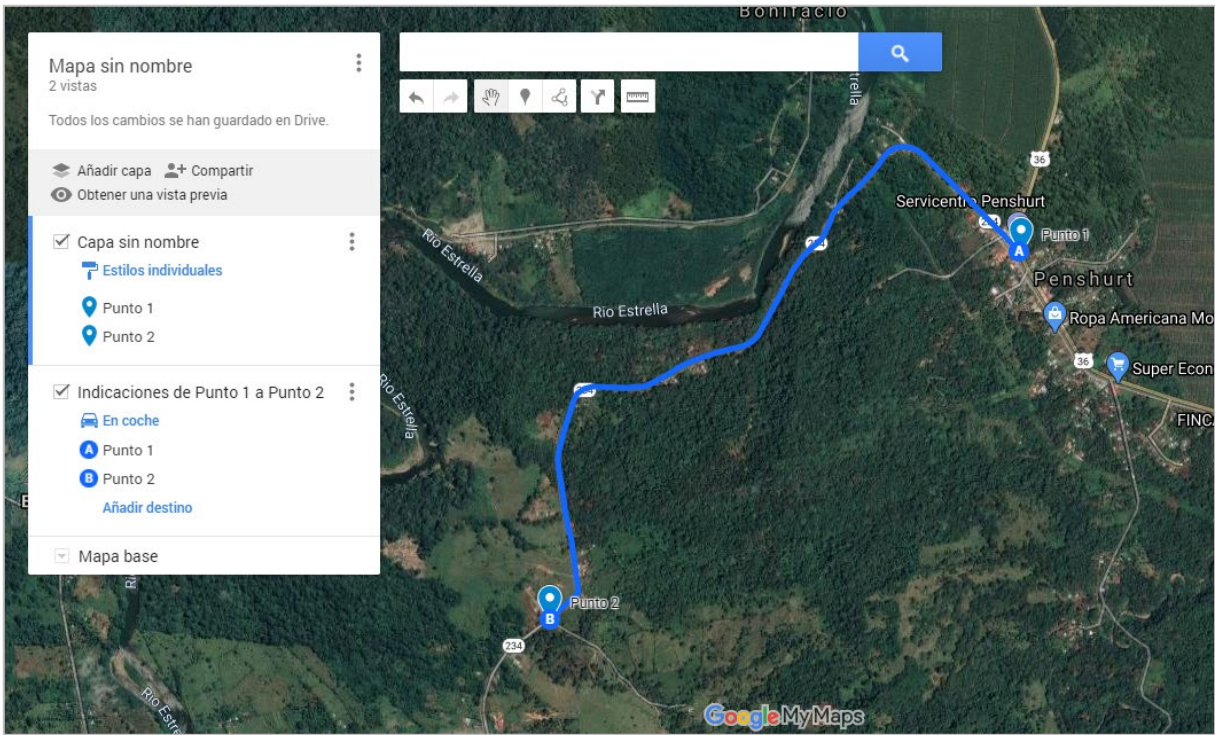 Mapa sin nombre
2 vistas
Todos los cambios se han guardado en Drive.
Añadir capa Compartir
Obtener una vista previa
Capa sin nombre
Estilos individuales
Punto 1
Punto 2
Indicaciones de Punto 1 a Punto 2
En coche
A Punto 1
B Punto 2
Añadir destino
Mapa base
Bonifacio
36
Servicentro Penshurt
Punto 1
A
Penshurt
Ropa Americana Mo
36
Super Econ
FINC
Rio Estrella
Rio Estrella
Rio Estrella
Punto 2
B
234
Rio Estre
Google My Maps